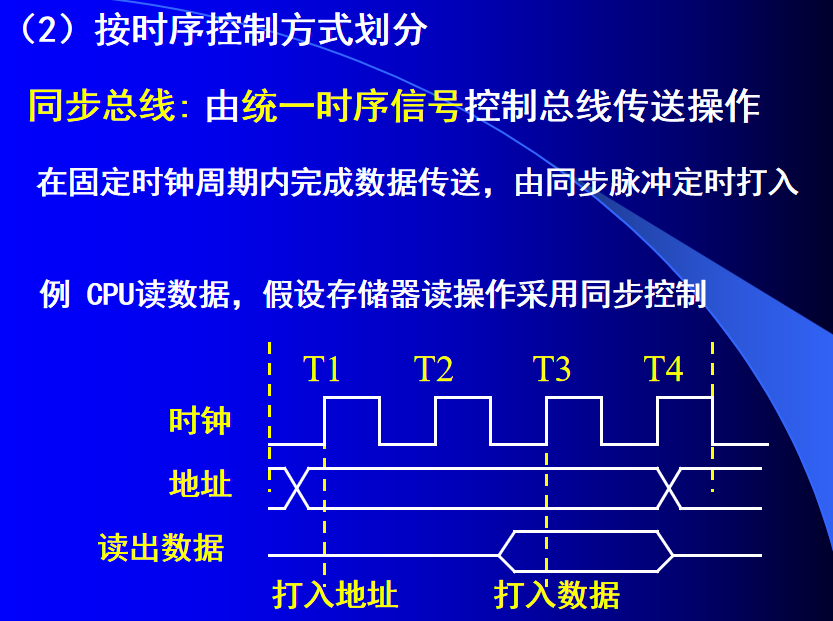 （2）按时序控制方式划分
同步总线: 由统一时序信号控制总线传送操作
在固定时钟周期内完成数据传送，由同步脉冲定时打入
例 CPU读数据，假设存储器读操作采用同步控制
T1 T2 T3 T4
时钟
地址
读出数据
打入地址 打入数据